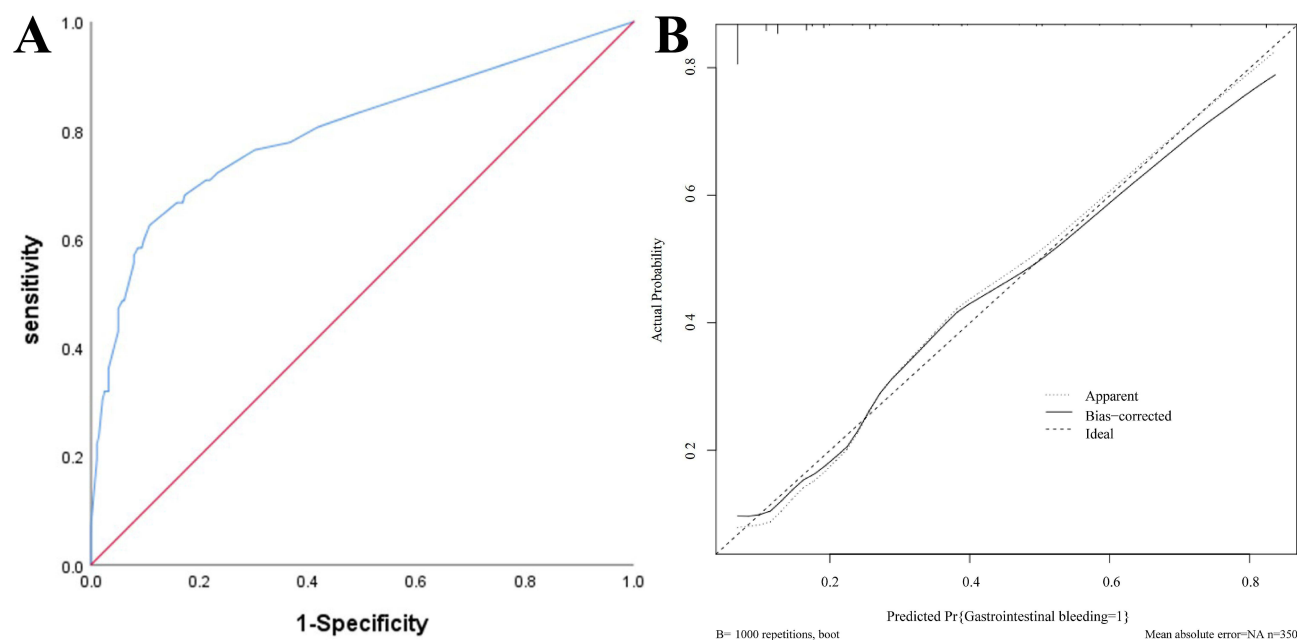 A
1.0
0.8
0.6
0.4
0.2
0.0
sensitivity
0.0 0.2 0.4 0.6 0.8 1.0
1-Specificity
B
0.8
0.6
0.4
0.2
Actual Probability
Apparent
Bias-corrected
Ideal
0.2 0.4 0.6 0.8
Predicted Pr{Gastrointestinal bleeding=1}
B= 1000 repetitions, boot
Mean absolute error=NA n=350